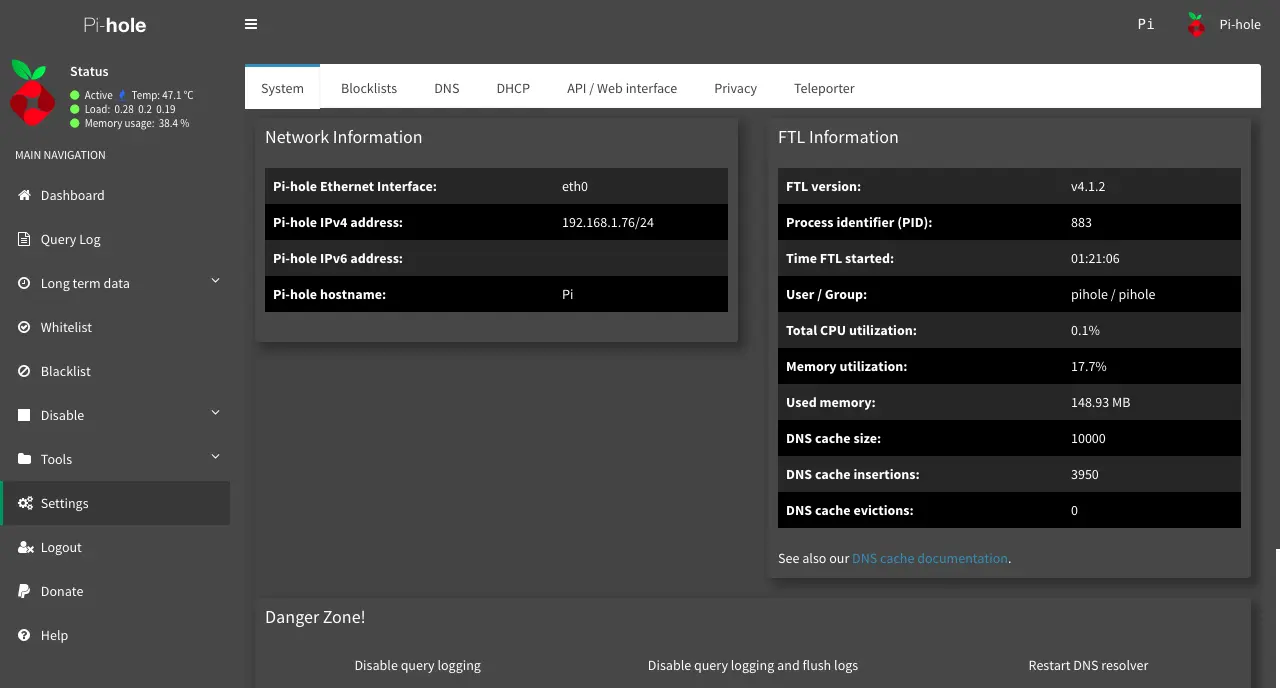 Pi-hole
Pi
Pi-hole
Status
Active Temp: 47.1 °C
Load: 0.28 0.2 0.19
Memory usage: 38.4 %
MAIN NAVIGATION
Dashboard
Query Log
Long term data
Whitelist
Blacklist
Disable
Tools
Settings
Logout
Donate
Help
System Blocklists DNS DHCP API / Web interface Privacy Teleporter
Network Information
Pi-hole Ethernet Interface: eth0
Pi-hole IPv4 address: 192.168.1.76/24
Pi-hole IPv6 address:
Pi-hole hostname: Pi
FTL Information
FTL version: v4.1.2
Process identifier (PID): 883
Time FTL started: 01:21:06
User / Group: pihole / pihole
Total CPU utilization: 0.1%
Memory utilization: 17.7%
Used memory: 148.93 MB
DNS cache size: 10000
DNS cache insertions: 3950
DNS cache evictions: 0
See also our DNS cache documentation.
Danger Zone!
Disable query logging Disable query logging and flush logs Restart DNS resolver